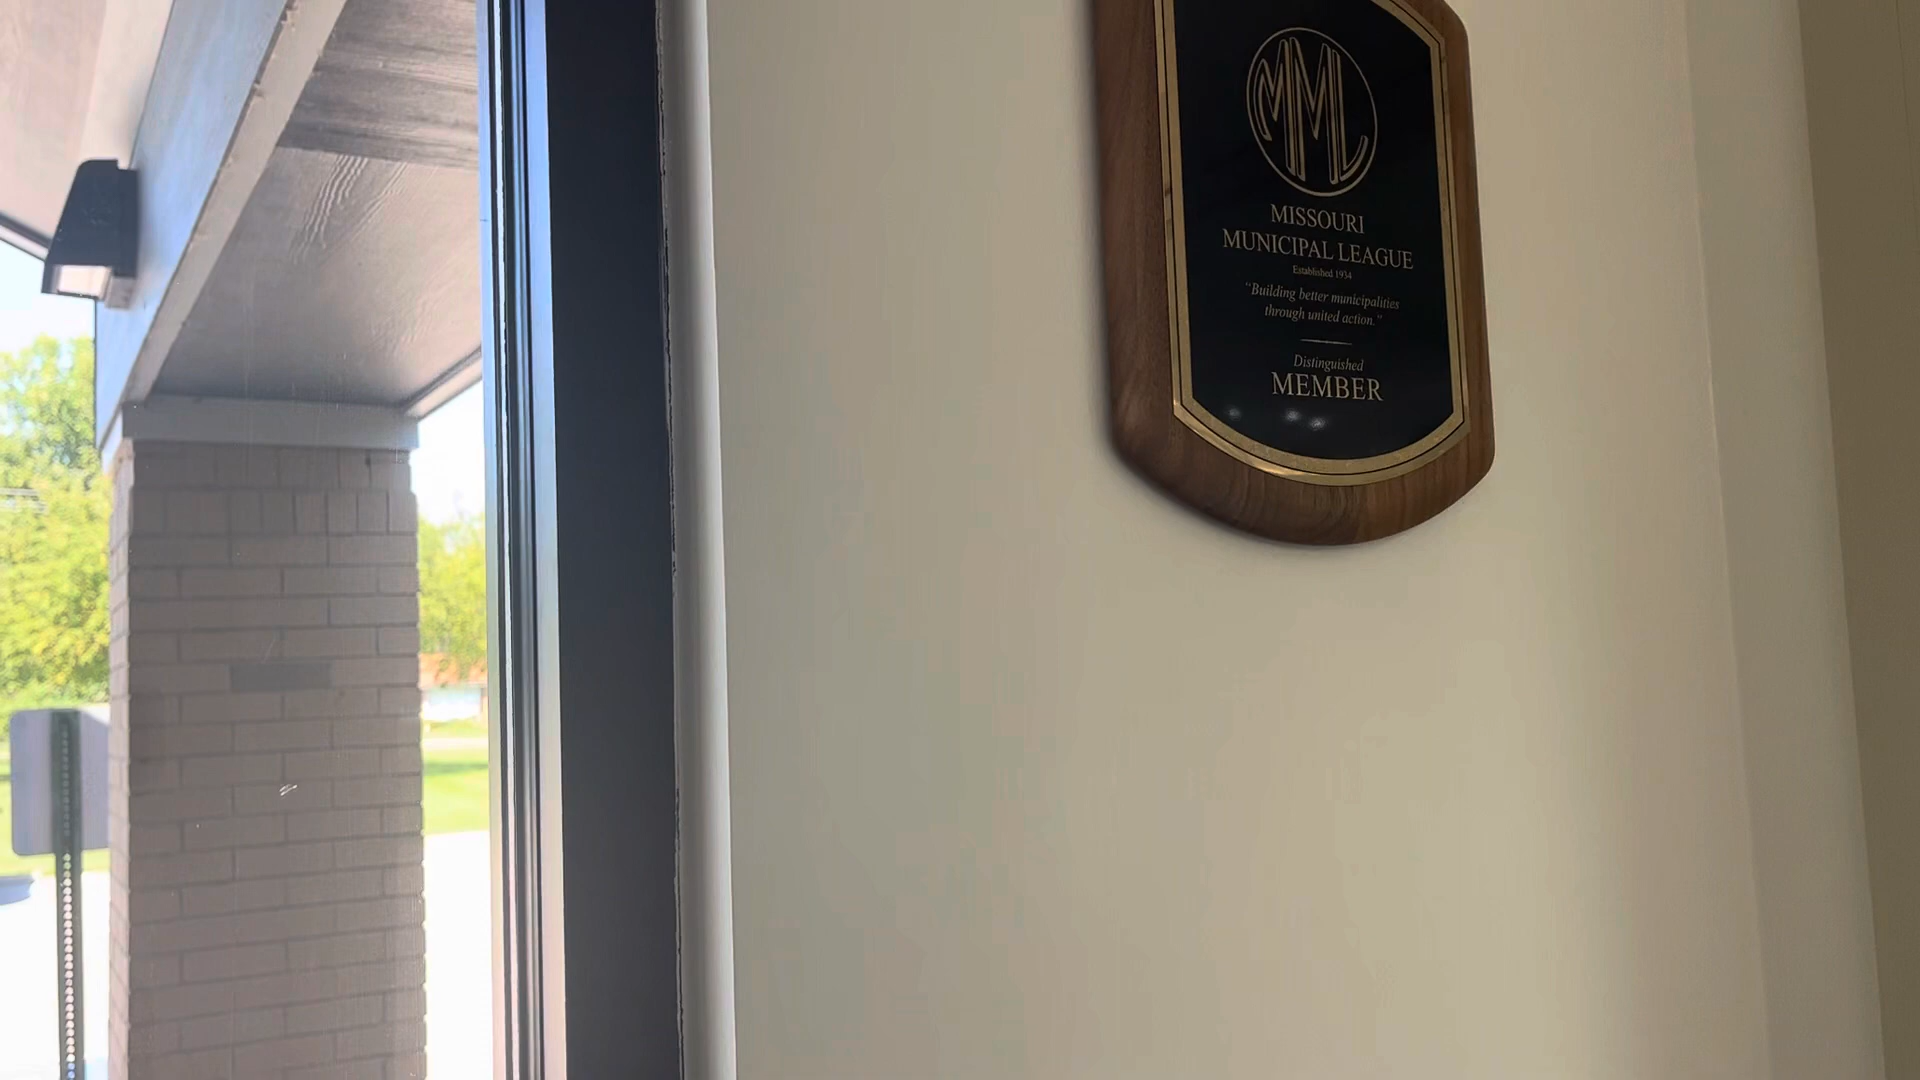 MML
MISSOURI
MUNICIPAL LEAGUE
Established 1934
"Building better municipalities
through united action."
Distinguished
MEMBER